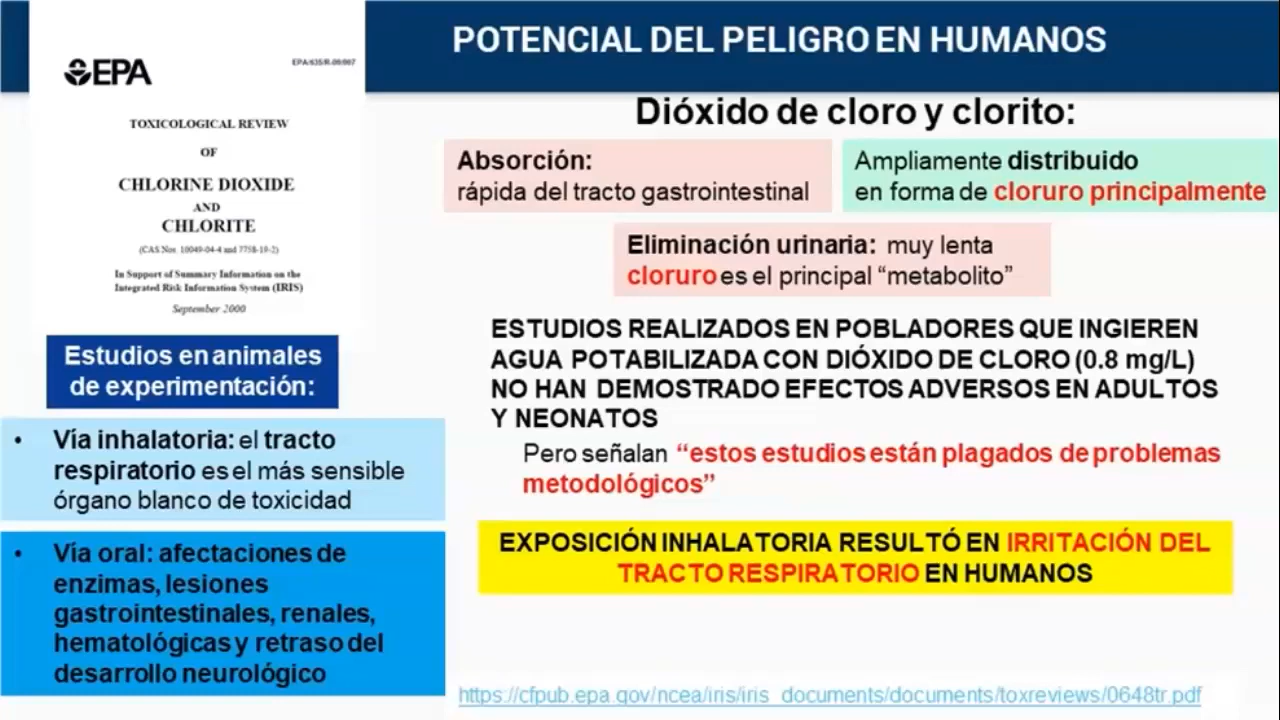 POTENCIAL DEL PELIGRO EN HUMANOS
EPA
EPA/635/R-00/007
TOXICOLOGICAL REVIEW
OF
CHLORINE DIOXIDE
AND
CHLORITE
(CAS Nos. 10049-04-4 and 7758-19-2)
In Support of Summary Information on the
Integrated Risk Information System (IRIS)
September 2000
Estudios en animales
de experimentación:
• Vía inhalatoria: el tracto
respiratorio es el más sensible
órgano blanco de toxicidad
• Vía oral: afectaciones de
enzimas, lesiones
gastrointestinales, renales,
hematológicas y retraso del
desarrollo neurológico
Dióxido de cloro y clorito:
Absorción:
rápida del tracto gastrointestinal
Ampliamente distribuido
en forma de cloruro principalmente
Eliminación urinaria: muy lenta
cloruro es el principal “metabolito”
ESTUDIOS REALIZADOS EN POBLADORES QUE INGIEREN
AGUA POTABILIZADA CON DIÓXIDO DE CLORO (0.8 mg/L)
NO HAN DEMOSTRADO EFECTOS ADVERSOS EN ADULTOS
Y NEONATOS
Pero señalan “estos estudios están plagados de problemas
metodológicos”
EXPOSICIÓN INHALATORIA RESULTÓ EN IRRITACIÓN DEL
TRACTO RESPIRATORIO EN HUMANOS
https://cfpub.epa.gov/ncea/iris/iris_documents/documents/toxreviews/0648tr.pdf